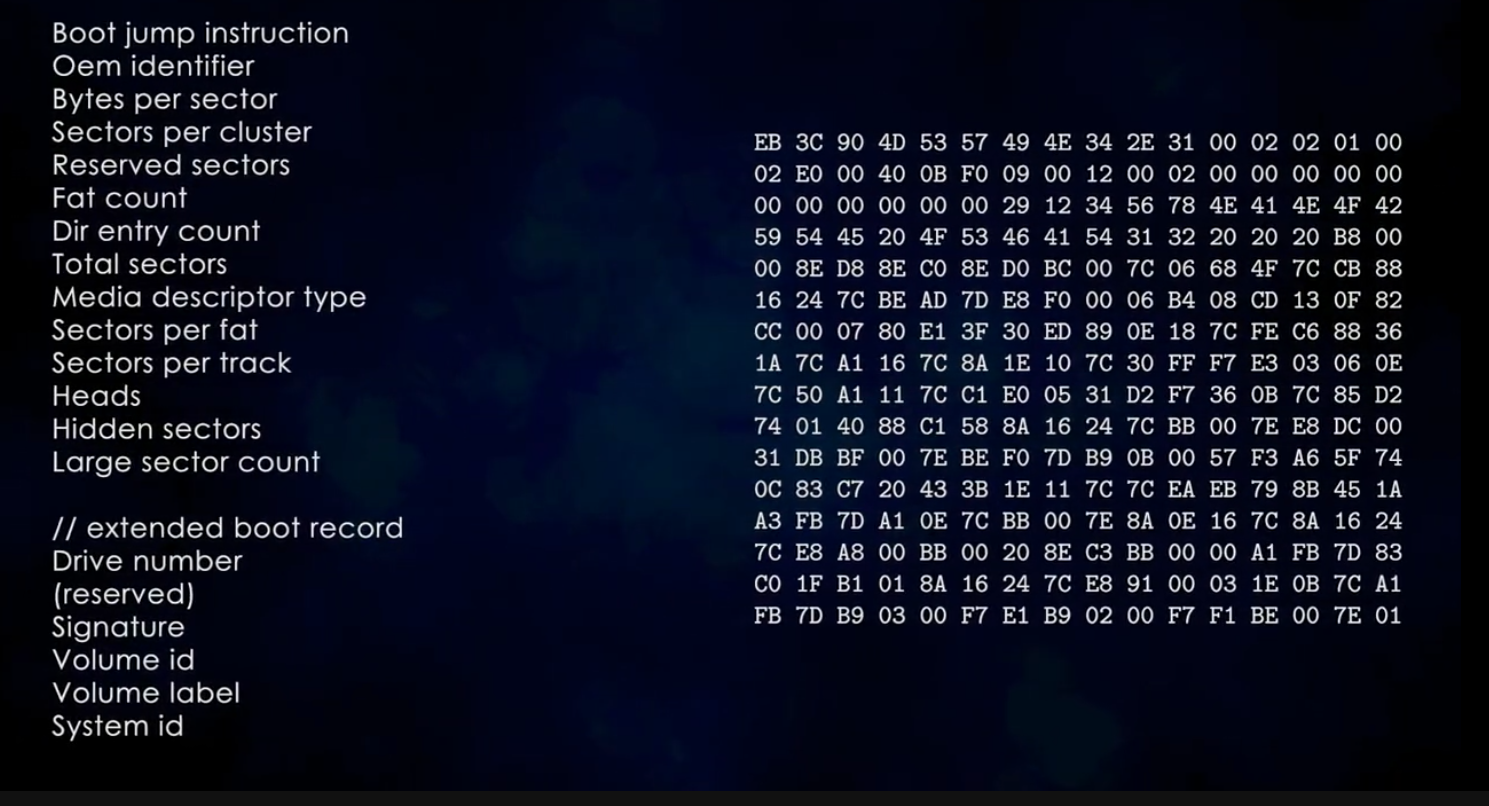 Boot jump instruction
Oem identifier
Bytes per sector
Sectors per cluster
Reserved sectors
Fat count
Dir entry count
Total sectors
Media descriptor type
Sectors per fat
Sectors per track
Heads
Hidden sectors
Large sector count
// extended boot record
Drive number
(reserved)
Signature
Volume id
Volume label
System id
EB 3C 90 4D 53 57 49 4E 34 2E 31 00 02 02 01 00
02 E0 00 40 0B F0 09 00 12 00 02 00 00 00 00 00
00 00 00 00 00 00 29 12 34 56 78 4E 41 4E 4F 42
59 54 45 20 4F 53 46 41 54 31 32 20 20 20 B8 00
00 8E D8 8E C0 8E D0 BC 00 7C 06 68 4F 7C CB 88
16 24 7C BE AD 7D E8 F0 00 06 B4 08 CD 13 0F 82
CC 00 07 80 E1 3F 30 ED 89 0E 18 7C FE C6 88 36
1A 7C A1 16 7C 8A 1E 10 7C 30 FF F7 E3 03 06 0E
7C 50 A1 11 7C C1 E0 05 31 D2 F7 36 0B 7C 85 D2
74 01 40 88 C1 58 8A 16 24 7C BB 00 7E E8 DC 00
31 DB BF 00 7E BE F0 7D B9 0B 00 57 F3 A6 5F 74
0C 83 C7 20 43 3B 1E 11 7C 7C EA EB 79 8B 45 1A
A3 FB 7D A1 0E 7C BB 00 7E 8A 0E 16 7C 8A 16 24
7C E8 A8 00 BB 00 20 8E C3 BB 00 00 A1 FB 7D 83
C0 1F B1 01 8A 16 24 7C E8 91 00 03 1E 0B 7C A1
FB 7D B9 03 00 F7 E1 B9 02 00 F7 F1 BE 00 7E 01